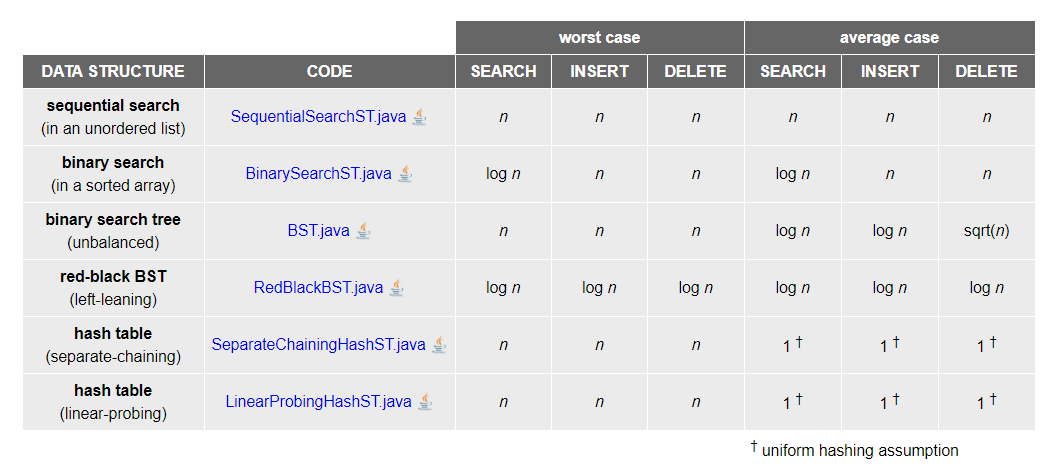 worst case average case
DATA STRUCTURE CODE SEARCH INSERT DELETE SEARCH INSERT DELETE
sequential search
(in an unordered list) SequentialSearchST.java n n n n n n
binary search
(in a sorted array) BinarySearchST.java log n n n log n n n
binary search tree
(unbalanced) BST.java n n n log n log n sqrt(n)
red-black BST
(left-leaning) RedBlackBST.java log n log n log n log n log n log n
hash table
(separate-chaining) SeparateChainingHashST.java n n n 1 † 1 † 1 †
hash table
(linear-probing) LinearProbingHashST.java n n n 1 † 1 † 1 †
† uniform hashing assumption